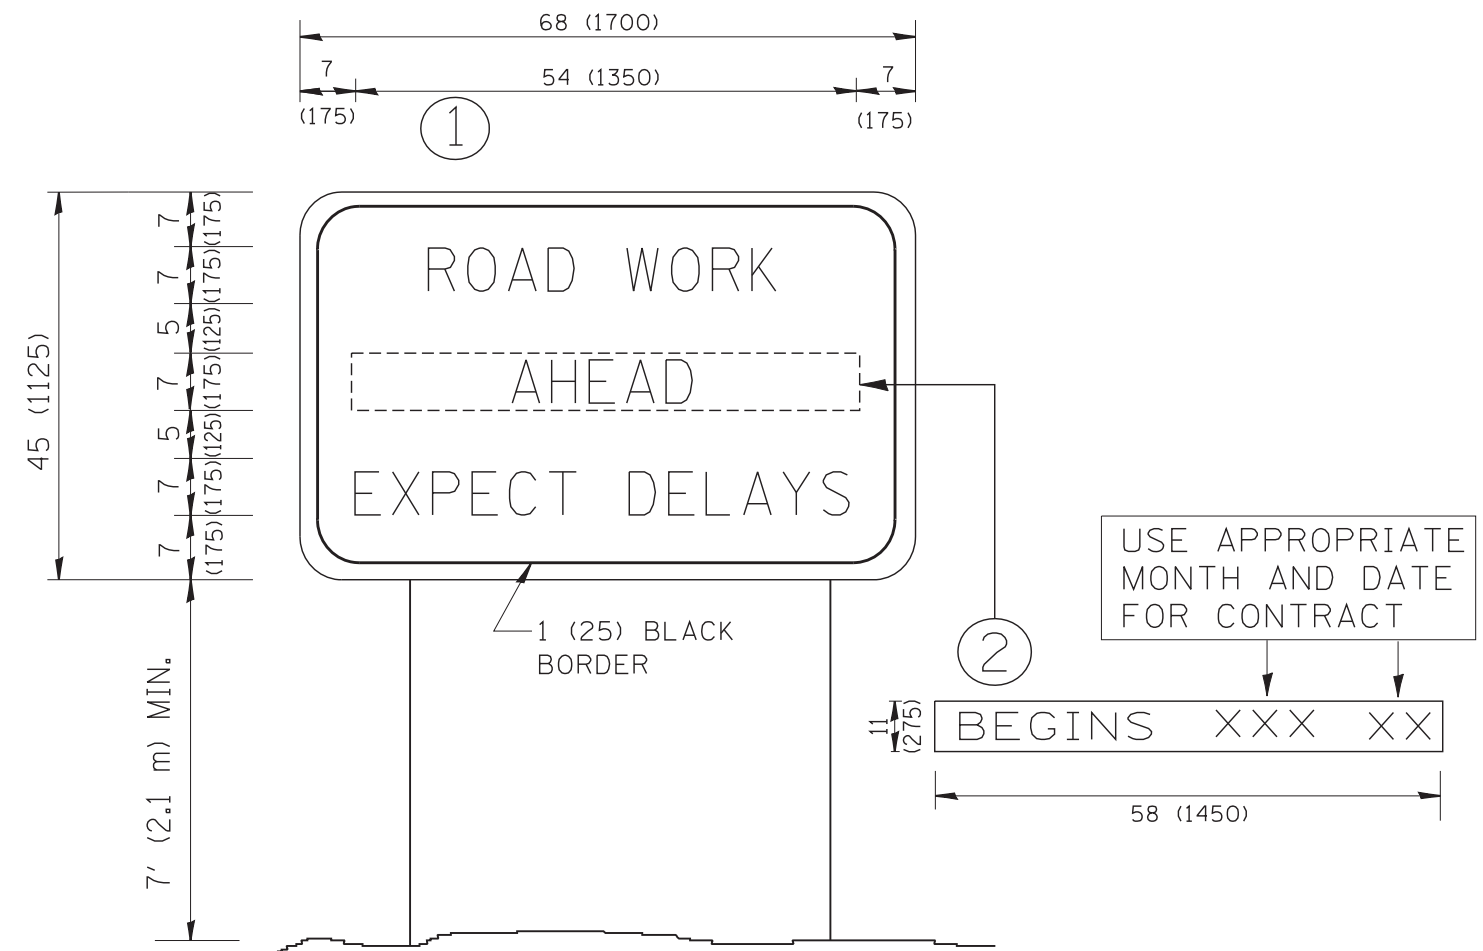 68 (1700)
7
54 (1350)
7
(175)
(175)
1
45 (1125)
7
(175)
7
(175)
5
(125)
7
(175)
5
(125)
7
(175)
7
(175)
ROAD WORK
AHEAD
EXPECT DELAYS
1 (25) BLACK
BORDER
7' (2.1 m) MIN.
USE APPROPRIATE
MONTH AND DATE
FOR CONTRACT
2
11
(275)
BEGINS XXX XX
58 (1450)